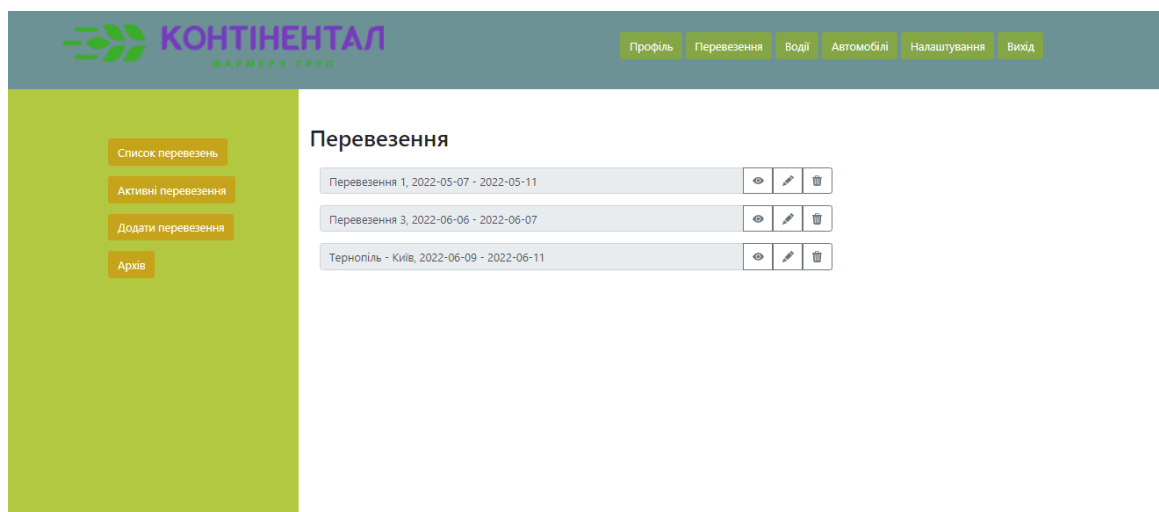 КОНТІНЕНТАЛ
ФАРМЕРЗ ГРУП
Профіль Перевезення Водії Автомобілі Налаштування Вихід
Список перевезень
Активні перевезення
Додати перевезення
Архів
Перевезення
Перевезення 1, 2022-05-07 - 2022-05-11
Перевезення 3, 2022-06-06 - 2022-06-07
Тернопіль - Київ, 2022-06-09 - 2022-06-11